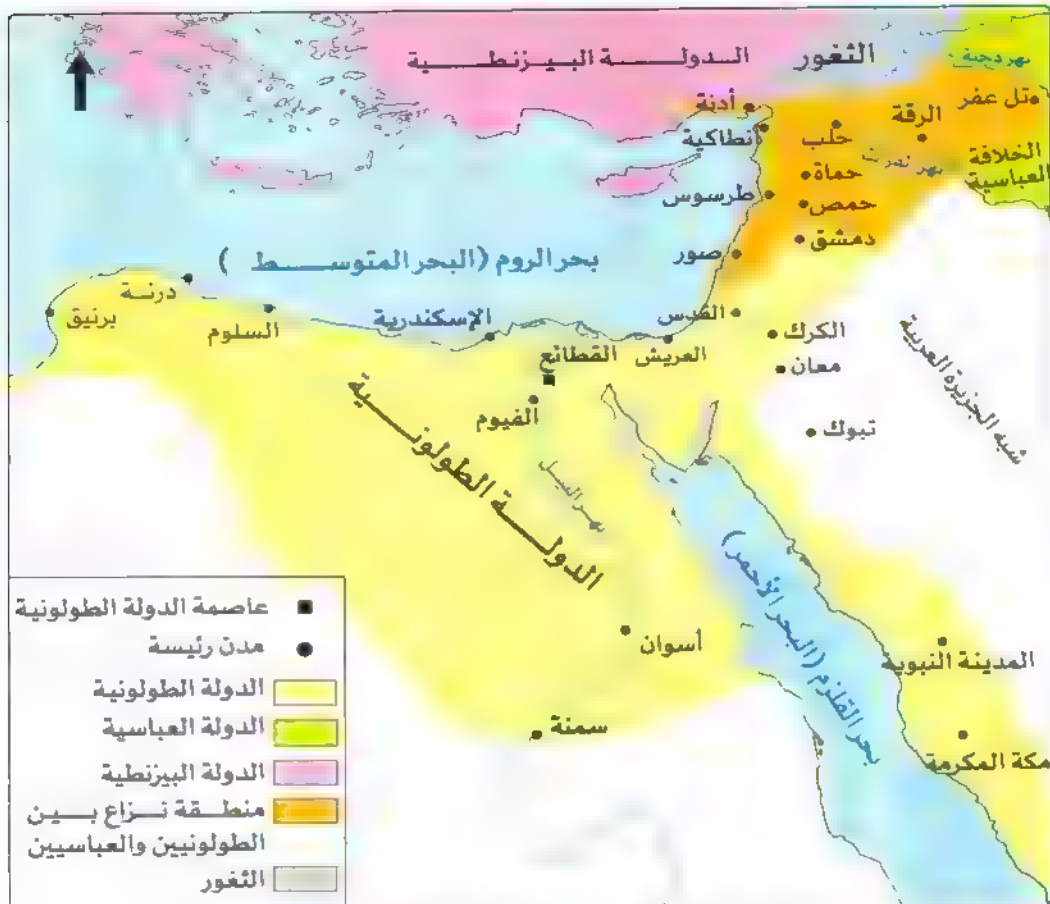 الدولة البيزنطية
الثغور
نهر دجلة
أدنة
تل عفر
الرقة
أنطاكية
حلب
نهر الفرات
الخلافة
العباسية
حماة
طرسوس
حمص
دمشق
صور
بحر الروم (البحر المتوسط)
درنة
برنيق
السلوم
الإسكندرية
القدس
العريش
الكرك
معان
القطائع
الفيوم
تبوك
شبه الجزيرة العربية
نهر النيل
الدولة الطولونية
بحر القلزم (البحر الأحمر)
أسوان
المدينة النبوية
سمنة
مكة المكرمة
عاصمة الدولة الطولونية
مدن رئيسة
الدولة الطولونية
الدولة العباسية
الدولة البيزنطية
منطقة نزاع بين
الطولونيين والعباسيين
الثغور